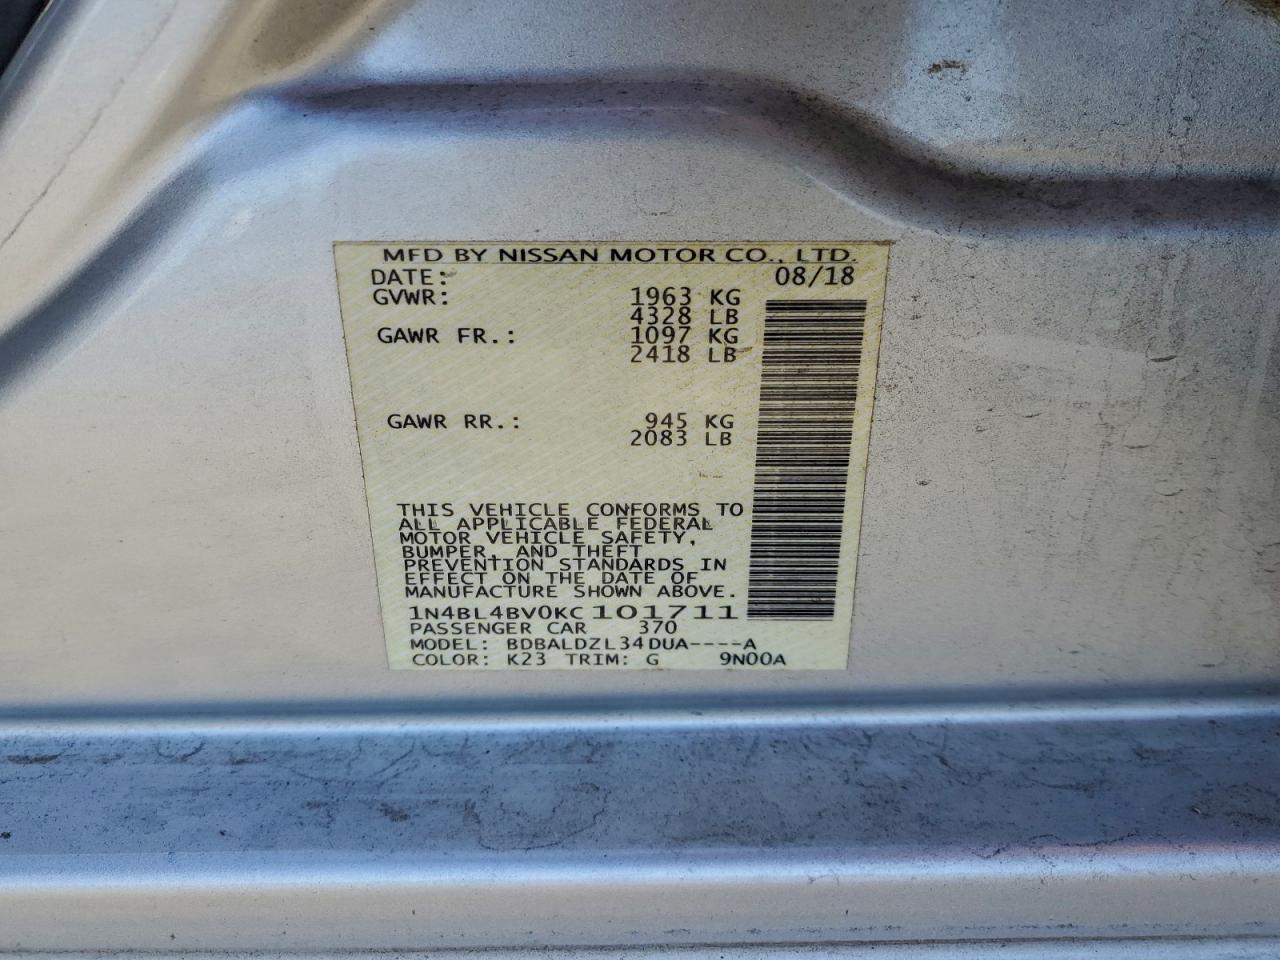 MFD BY NISSAN MOTOR CO., LTD.
DATE: 08/18
GVWR: 1963 KG
4328 LB
GAWR FR.: 1097 KG
2418 LB
GAWR RR.: 945 KG
2083 LB
THIS VEHICLE CONFORMS TO
ALL APPLICABLE FEDERAL
MOTOR VEHICLE SAFETY,
BUMPER, AND THEFT
PREVENTION STANDARDS IN
EFFECT ON THE DATE OF
MANUFACTURE SHOWN ABOVE.
1N4BL4BV0KC101711
PASSENGER CAR 370
MODEL: BDBALDZL34DUA----A
COLOR: K23 TRIM: G 9N00A